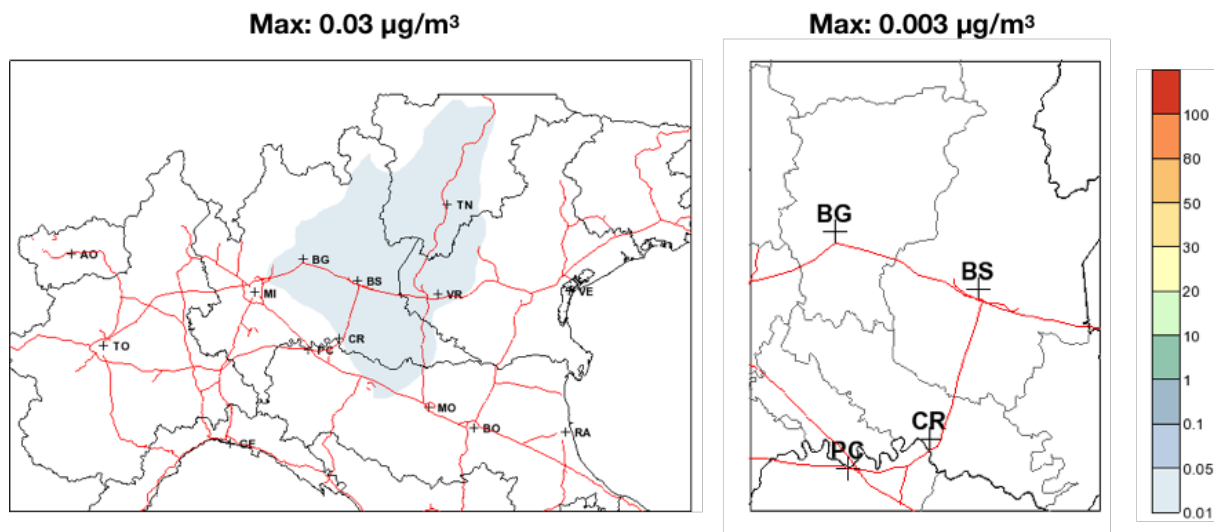 Max: 0.03 µg/m³
Max: 0.003 µg/m³
TN
AO
BG
BS
MI
VR
VE
TO
CR
PC
MO
BO
RA
GE
BG
BS
CR
PC
100
80
50
30
20
10
1
0.1
0.05
0.01